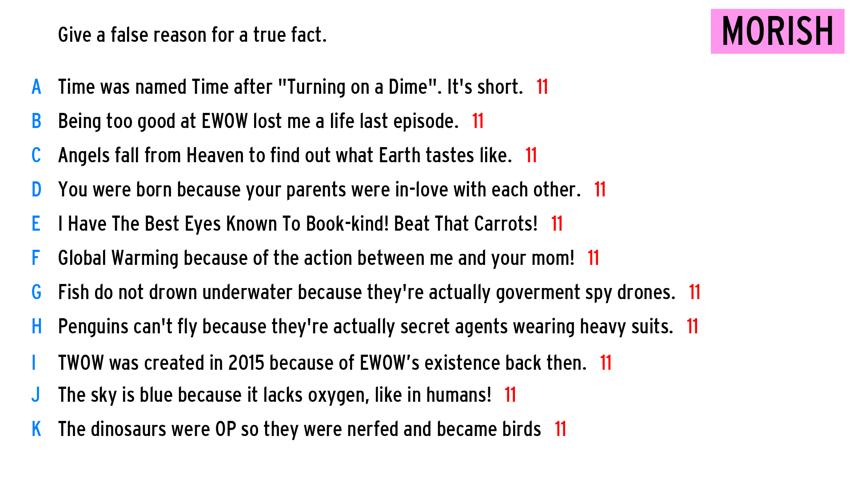 Give a false reason for a true fact.
MORISH
A Time was named Time after "Turning on a Dime". It's short. 11
B Being too good at EWOW lost me a life last episode. 11
C Angels fall from Heaven to find out what Earth tastes like. 11
D You were born because your parents were in-love with each other. 11
E I Have The Best Eyes Known To Book-kind! Beat That Carrots! 11
F Global Warming because of the action between me and your mom! 11
G Fish do not drown underwater because they're actually goverment spy drones. 11
H Penguins can't fly because they're actually secret agents wearing heavy suits. 11
I TWOW was created in 2015 because of EWOW’s existence back then. 11
J The sky is blue because it lacks oxygen, like in humans! 11
K The dinosaurs were OP so they were nerfed and became birds 11